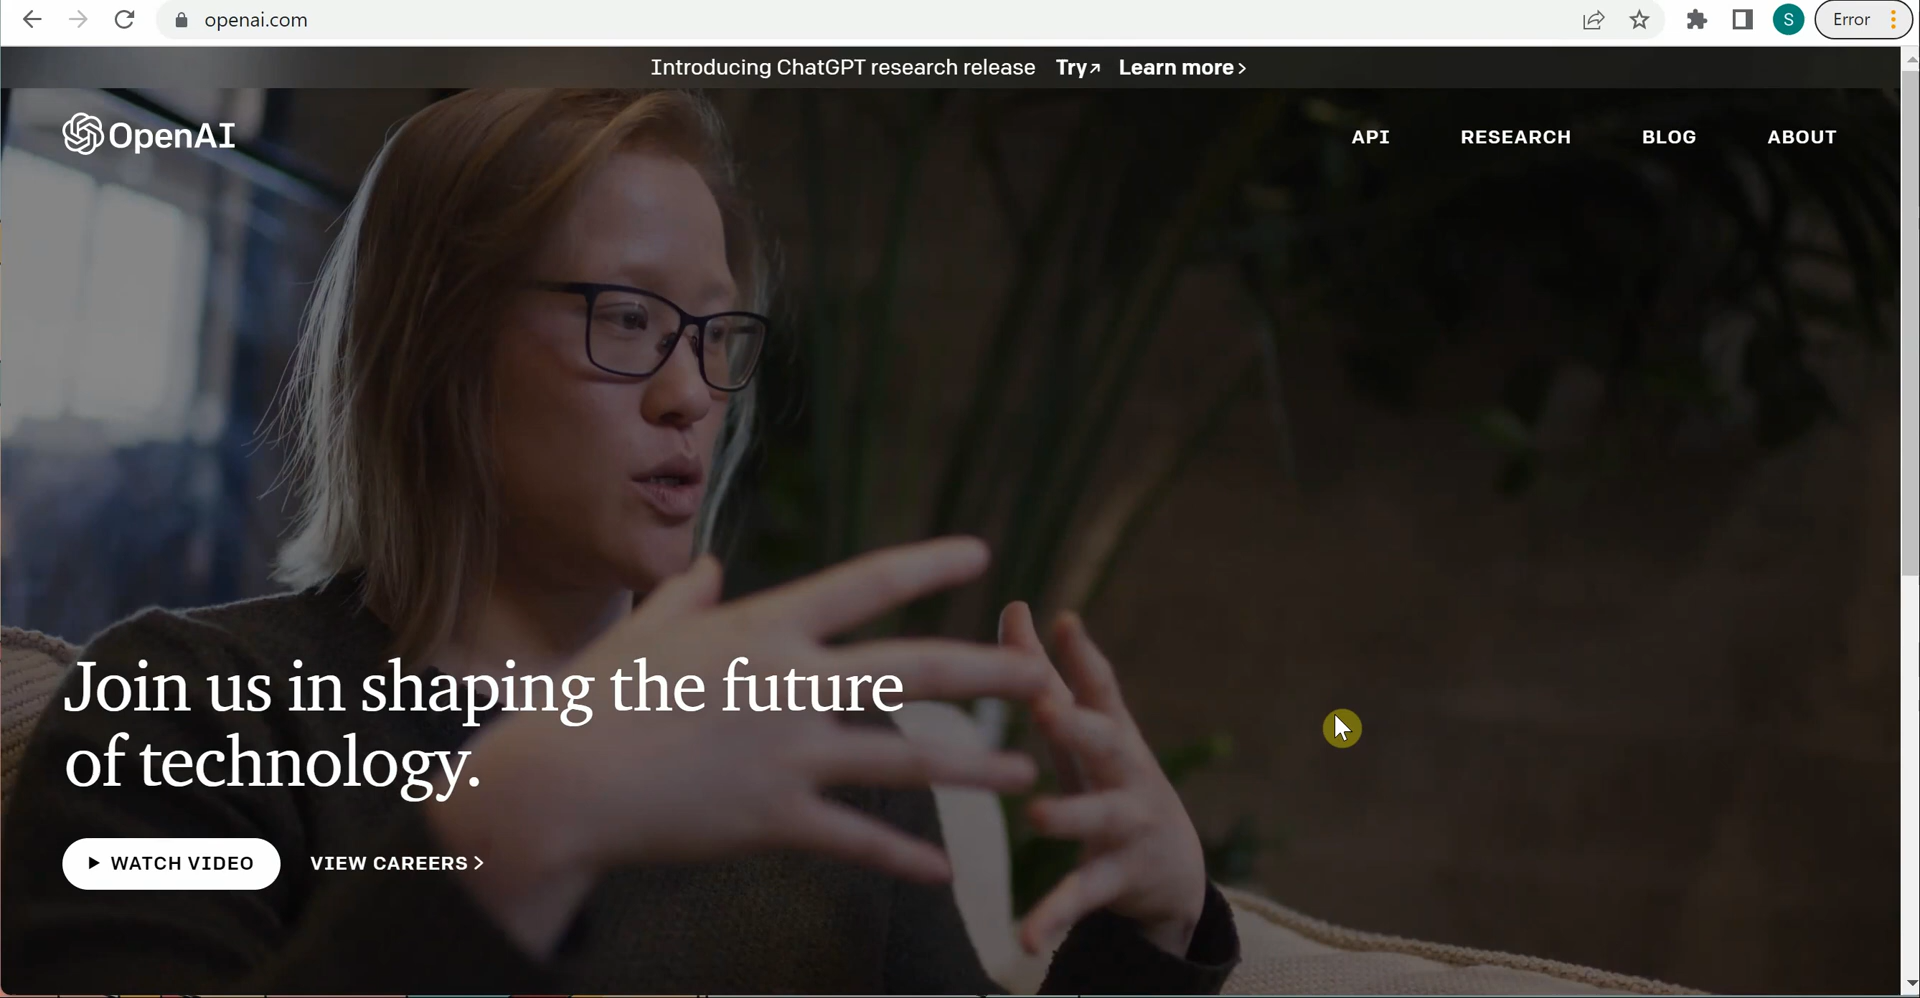 openai.com
S
Error
Introducing ChatGPT research release Try↗ Learn more >
OpenAI
API RESEARCH BLOG ABOUT
Join us in shaping the future
of technology.
WATCH VIDEO VIEW CAREERS >